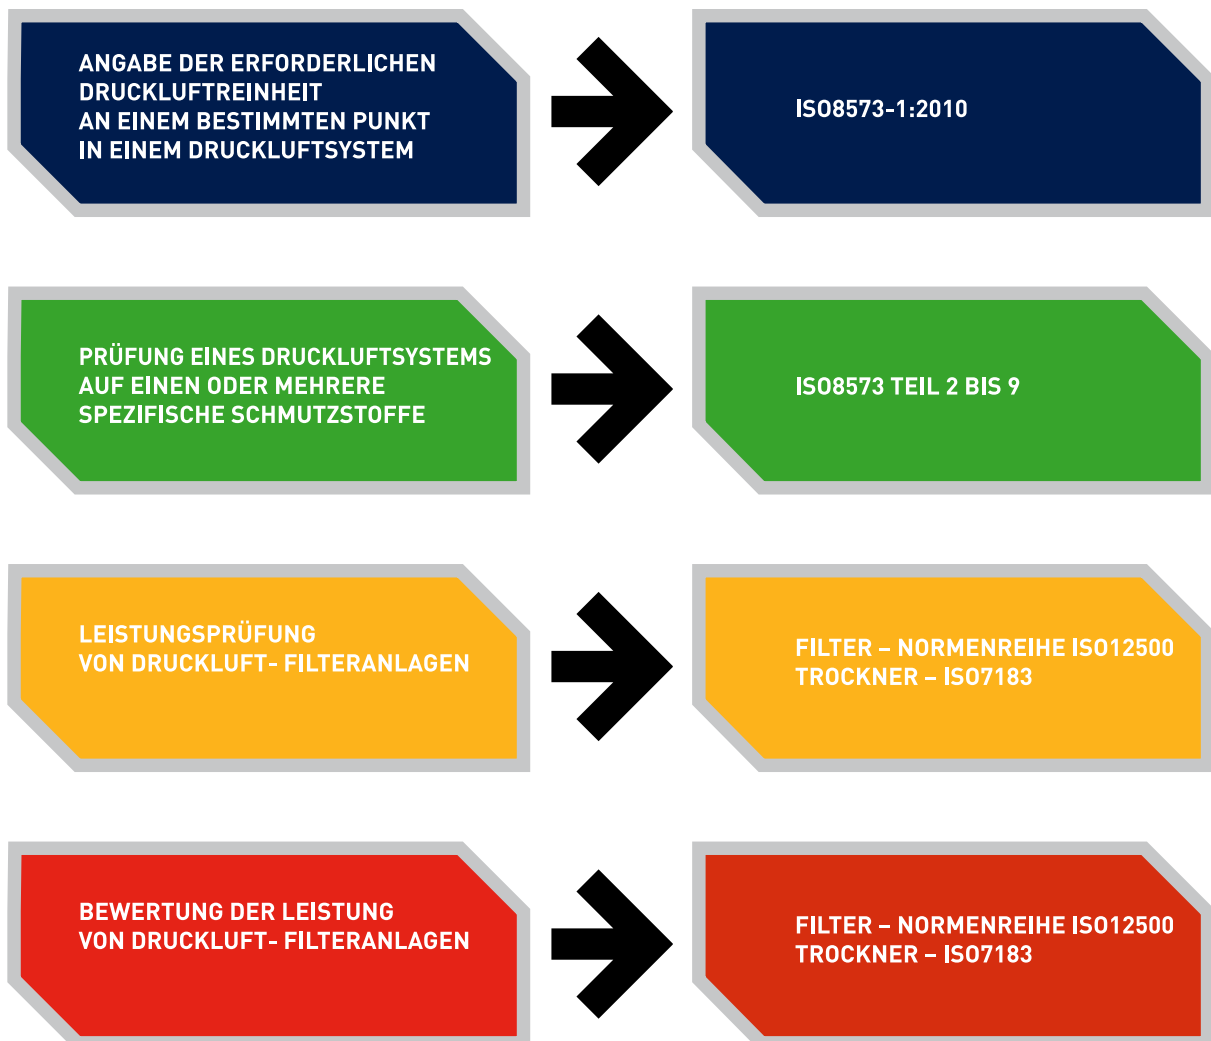 ANGABE DER ERFORDERLICHEN
DRUCKLUFTREINHEIT
AN EINEM BESTIMMTEN PUNKT
IN EINEM DRUCKLUFTSYSTEM
ISO8573-1:2010
PRÜFUNG EINES DRUCKLUFTSYSTEMS
AUF EINEN ODER MEHRERE
SPEZIFISCHE SCHMUTZSTOFFE
ISO8573 TEIL 2 BIS 9
LEISTUNGSPRÜFUNG
VON DRUCKLUFT- FILTERANLAGEN
FILTER – NORMENREIHE ISO12500
TROCKNER – ISO7183
BEWERTUNG DER LEISTUNG
VON DRUCKLUFT- FILTERANLAGEN
FILTER – NORMENREIHE ISO12500
TROCKNER – ISO7183